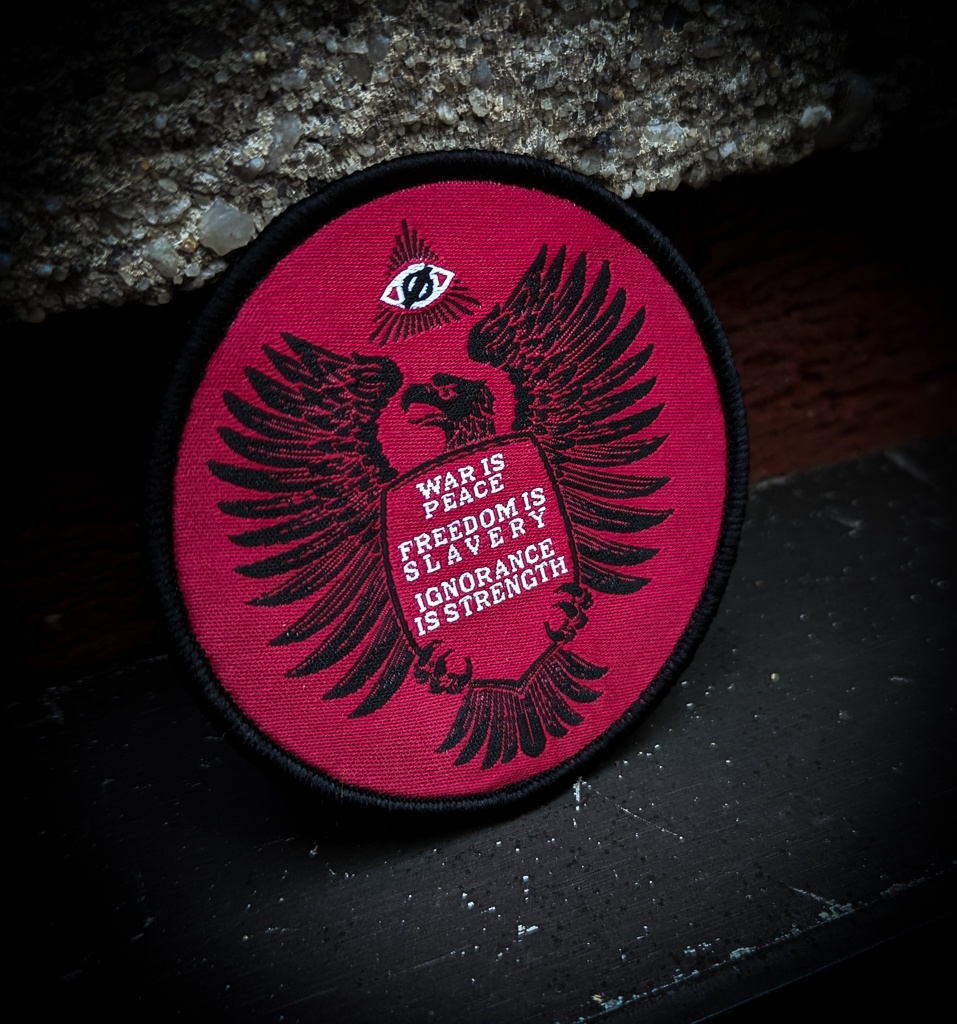 WAR IS
PEACE
FREEDOM IS
SLAVERY
IGNORANCE
IS STRENGTH